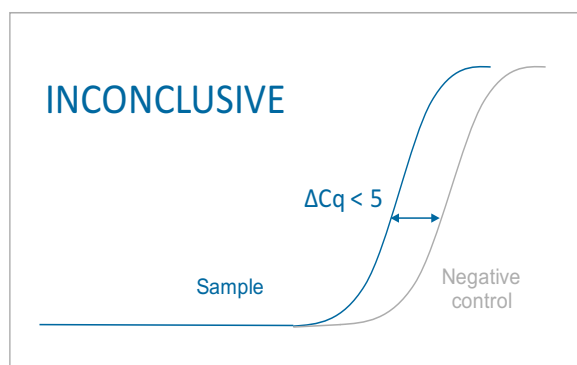 INCONCLUSIVE
ΔCq < 5
Sample
Negative
control